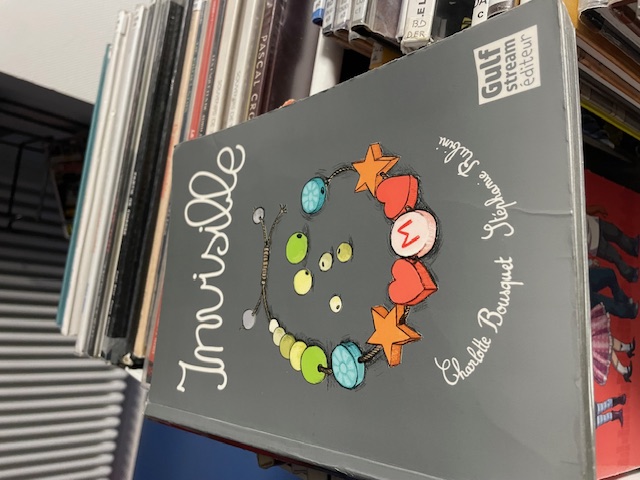 Invisible
M
Charlotte Bousquet Stéphanie Rubini
Gulf
stream
éditeur
PASCAL